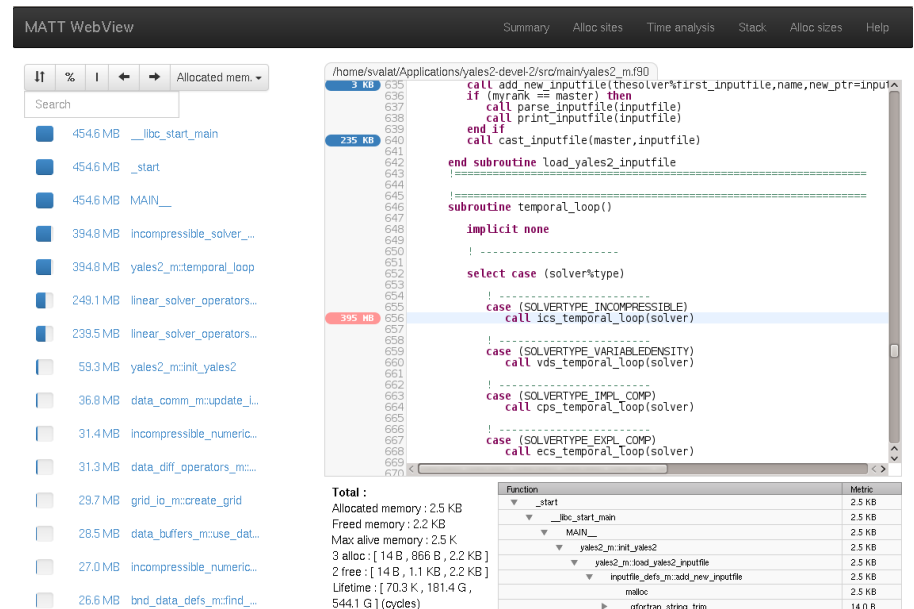 MATT WebView Summary Alloc sites Time analysis Stack Alloc sizes Help
% I Allocated mem.
Search
454.6 MB __libc_start_main
454.6 MB _start
454.6 MB MAIN__
394.8 MB incompressible_solver_...
394.8 MB yales2_m::temporal_loop
249.1 MB linear_solver_operators...
239.5 MB linear_solver_operators...
59.3 MB yales2_m::init_yales2
36.8 MB data_comm_m::update_i...
31.4 MB incompressible_numeric...
31.3 MB data_diff_operators_m::...
29.7 MB grid_io_m::create_grid
28.5 MB data_buffers_m::use_dat...
27.0 MB incompressible_numeric...
26.6 MB bnd_data_defs_m::find_...
/home/svalat/Applications/yales2-devel-2/src/main/yales2_m.f90
3 KB 635 call add_new_inputfile(thesolver%first_inputfile,name,new_ptr=input
636 if (myrank == master) then
637 call parse_inputfile(inputfile)
638 call print_inputfile(inputfile)
639 end if
235 KB 640 call cast_inputfile(master,inputfile)
641
642 end subroutine load_yales2_inputfile
643 !=================================================================
644
645 !=================================================================
646 subroutine temporal_loop()
647
648 implicit none
649
650 ! ----------------------
651
652 select case (solver%type)
653
654 ! ------------------------
655 case (SOLVERTYPE_INCOMPRESSIBLE)
395 MB 656 call ics_temporal_loop(solver)
657
658 ! ------------------------
659 case (SOLVERTYPE_VARIABLEDENSITY)
660 call vds_temporal_loop(solver)
661
662 ! ------------------------
663 case (SOLVERTYPE_IMPL_COMP)
664 call cps_temporal_loop(solver)
665
666 ! ------------------------
667 case (SOLVERTYPE_EXPL_COMP)
668 call ecs_temporal_loop(solver)
669
670
Total :
Allocated memory : 2.5 KB
Freed memory : 2.2 KB
Max alive memory : 2.5 K
3 alloc : [ 14 B , 866 B , 2.2 KB ]
2 free : [ 14 B , 1.1 KB , 2.2 KB ]
Lifetime : [ 70.3 K , 181.4 G ,
544.1 G ] (cycles)
Function Metric
_start 2.5 KB
__libc_start_main 2.5 KB
MAIN__ 2.5 KB
yales2_m::init_yales2 2.5 KB
yales2_m::load_yales2_inputfile 2.5 KB
inputfile_defs_m::add_new_inputfile 2.5 KB
malloc 2.5 KB
gfortran_string_trim 14.0 B